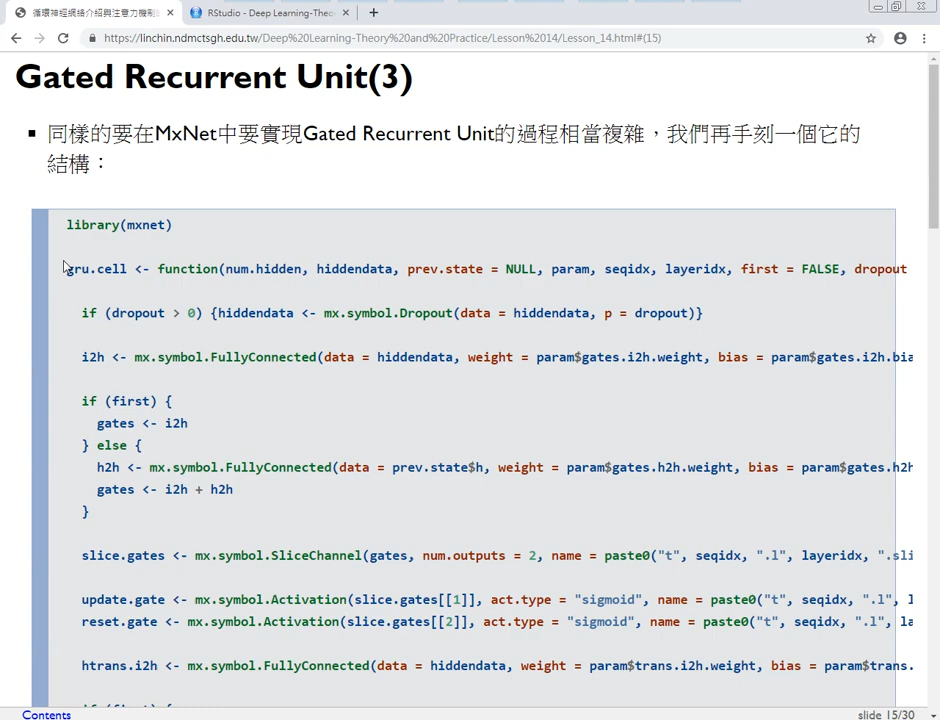 循環神經網絡介紹與注意力機制
RStudio - Deep Learning-Theo
https://linchin.ndmctsgh.edu.tw/Deep%20Learning-Theory%20and%20Practice/Lesson%2014/Lesson_14.html#(15)
Gated Recurrent Unit(3)
同樣的要在MxNet中要實現Gated Recurrent Unit的過程相當複雜，我們再手刻一個它的
結構：
library(mxnet)
gru.cell <- function(num.hidden, hiddendata, prev.state = NULL, param, seqidx, layeridx, first = FALSE, dropout
if (dropout > 0) {hiddendata <- mx.symbol.Dropout(data = hiddendata, p = dropout)}
i2h <- mx.symbol.FullyConnected(data = hiddendata, weight = param$gates.i2h.weight, bias = param$gates.i2h.bia
if (first) {
gates <- i2h
} else {
h2h <- mx.symbol.FullyConnected(data = prev.state$h, weight = param$gates.h2h.weight, bias = param$gates.h2h
gates <- i2h + h2h
}
slice.gates <- mx.symbol.SliceChannel(gates, num.outputs = 2, name = paste0("t", seqidx, ".l", layeridx, ".sli
update.gate <- mx.symbol.Activation(slice.gates[[1]], act.type = "sigmoid", name = paste0("t", seqidx, ".l", l
reset.gate <- mx.symbol.Activation(slice.gates[[2]], act.type = "sigmoid", name = paste0("t", seqidx, ".l", la
htrans.i2h <- mx.symbol.FullyConnected(data = hiddendata, weight = param$trans.i2h.weight, bias = param$trans.
if (first) {
Contents
slide 15/30